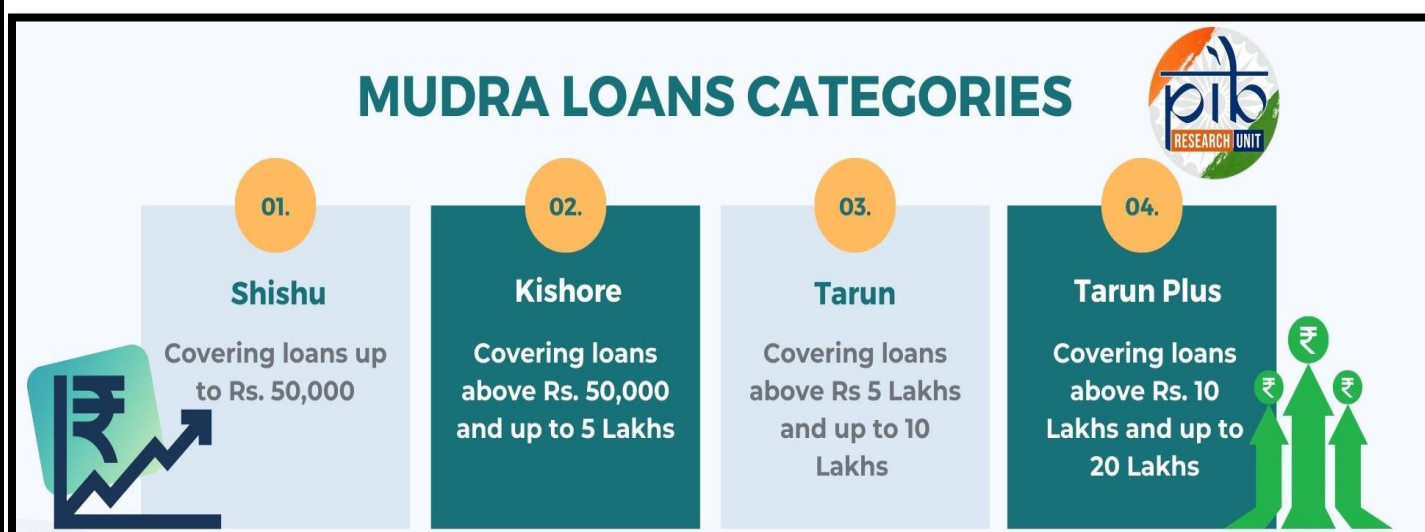 MUDRA LOANS CATEGORIES
pib
RESEARCH UNIT
01.
Shishu
Covering loans up
to Rs. 50,000
02.
Kishore
Covering loans
above Rs. 50,000
and up to 5 Lakhs
03.
Tarun
Covering loans
above Rs 5 Lakhs
and up to 10
Lakhs
04.
Tarun Plus
Covering loans
above Rs. 10
Lakhs and up to
20 Lakhs
₹
₹
₹
₹